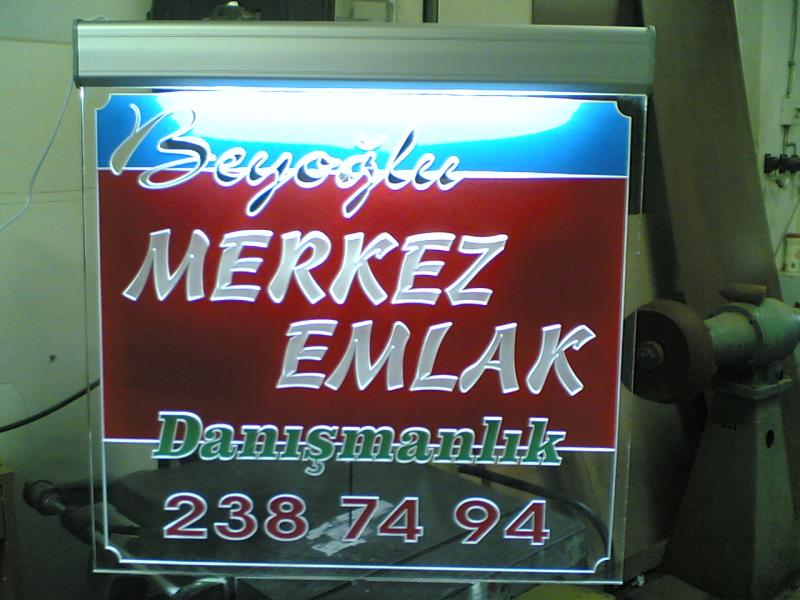 Beyoğlu
MERKEZ
EMLAK
Danışmanlık
238 74 94